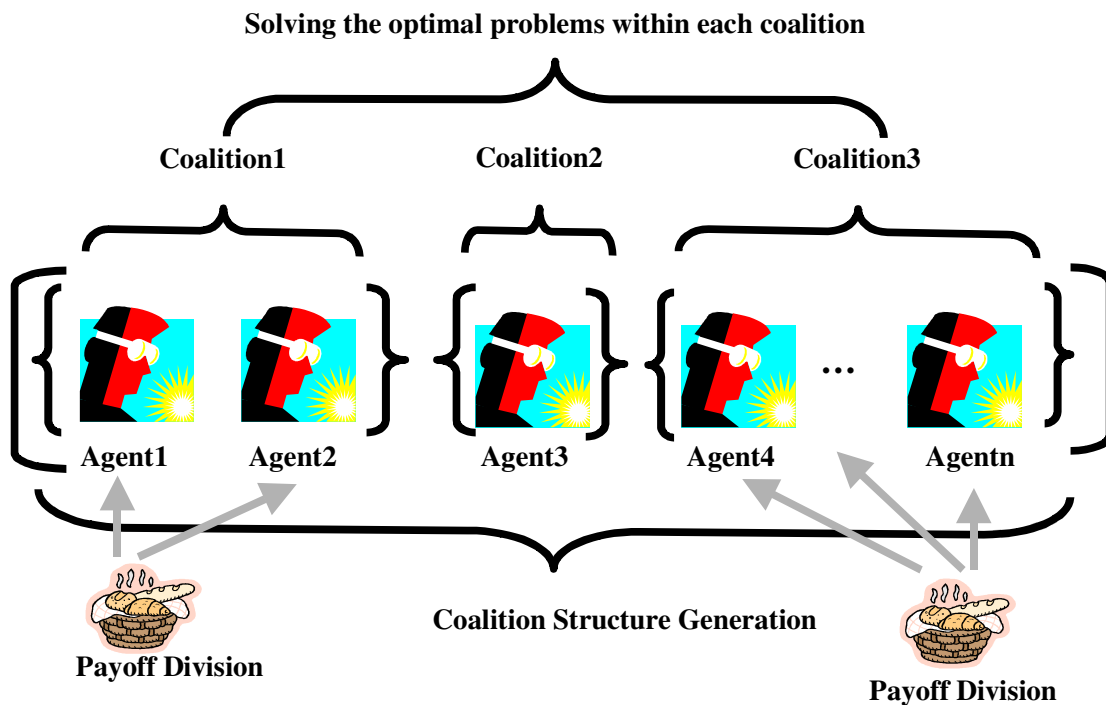 Solving the optimal problems within each coalition
Coalition1
Coalition2
Coalition3
...
Agent1
Agent2
Agent3
Agent4
Agentn
Coalition Structure Generation
Payoff Division
Payoff Division